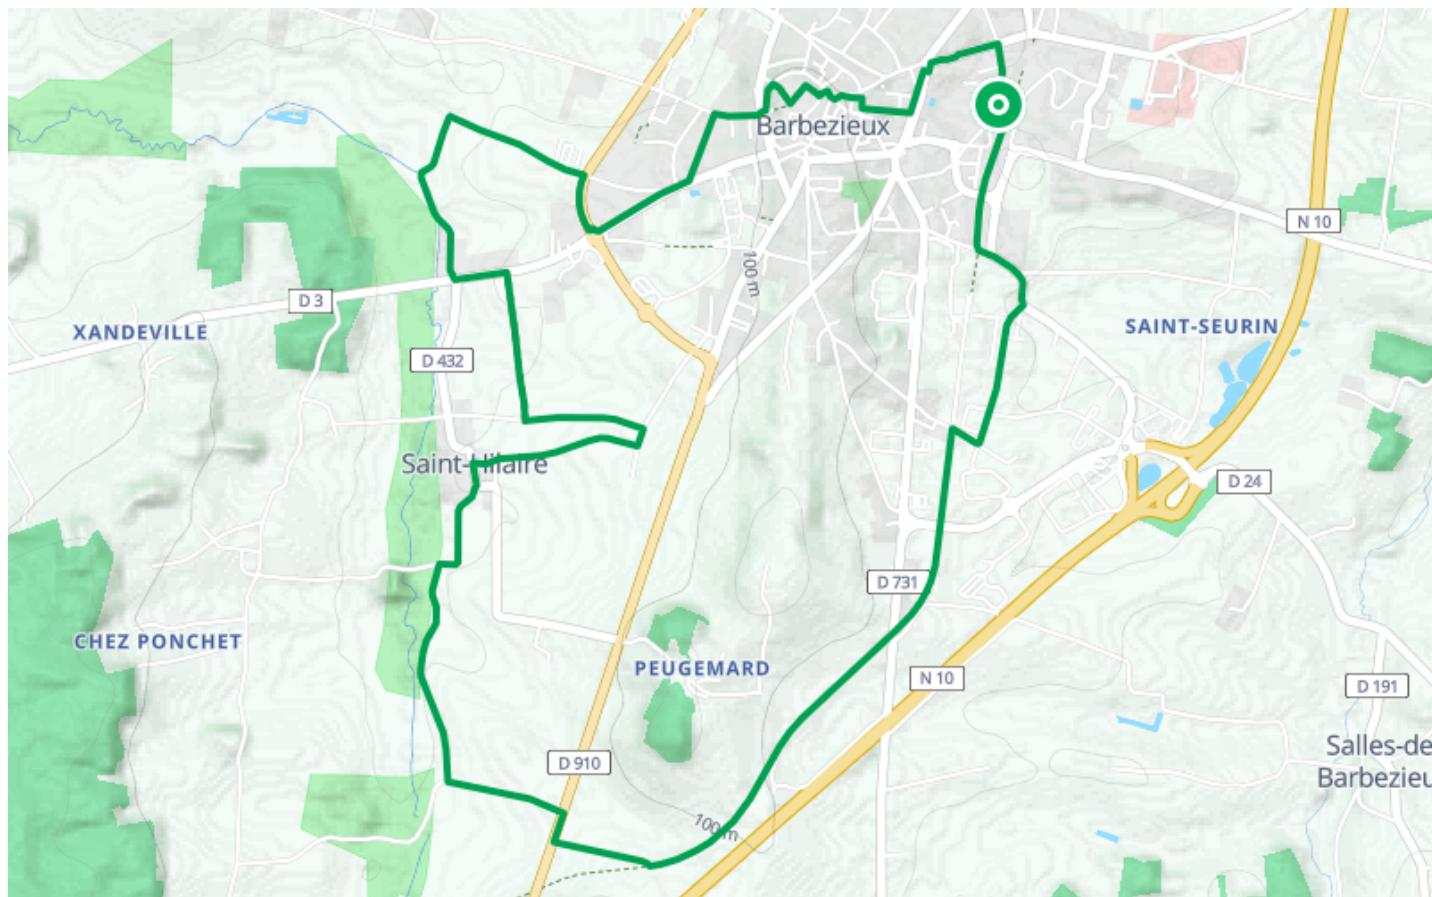 Barbezieux
N 10
100 m
D 3
SAINT-SEURIN
XANDEVILLE
D 432
Saint-Hilaire
D 24
D 731
CHEZ PONCHET
PEUGEMARD
N 10
D 191
Salles-de
Barbezieu
D 910
100 m